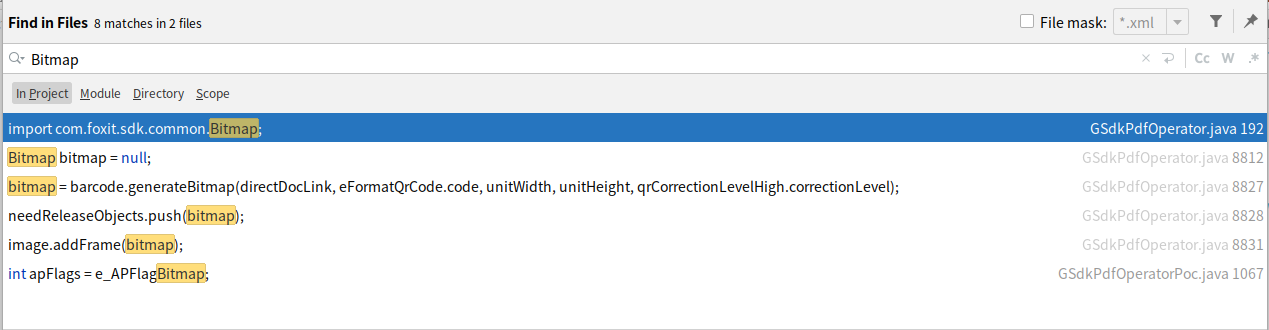 Find in Files 8 matches in 2 files File mask: *.xml
Bitmap Cc W .*
In Project Module Directory Scope
import com.foxit.sdk.common.Bitmap; GSdkPdfOperator.java 192
Bitmap bitmap = null; GSdkPdfOperator.java 8812
bitmap = barcode.generateBitmap(directDocLink, eFormatQrCode.code, unitWidth, unitHeight, qrCorrectionLevelHigh.correctionLevel); GSdkPdfOperator.java 8827
needReleaseObjects.push(bitmap); GSdkPdfOperator.java 8828
image.addFrame(bitmap); GSdkPdfOperator.java 8831
int apFlags = e_APFlagBitmap; GSdkPdfOperatorPoc.java 1067